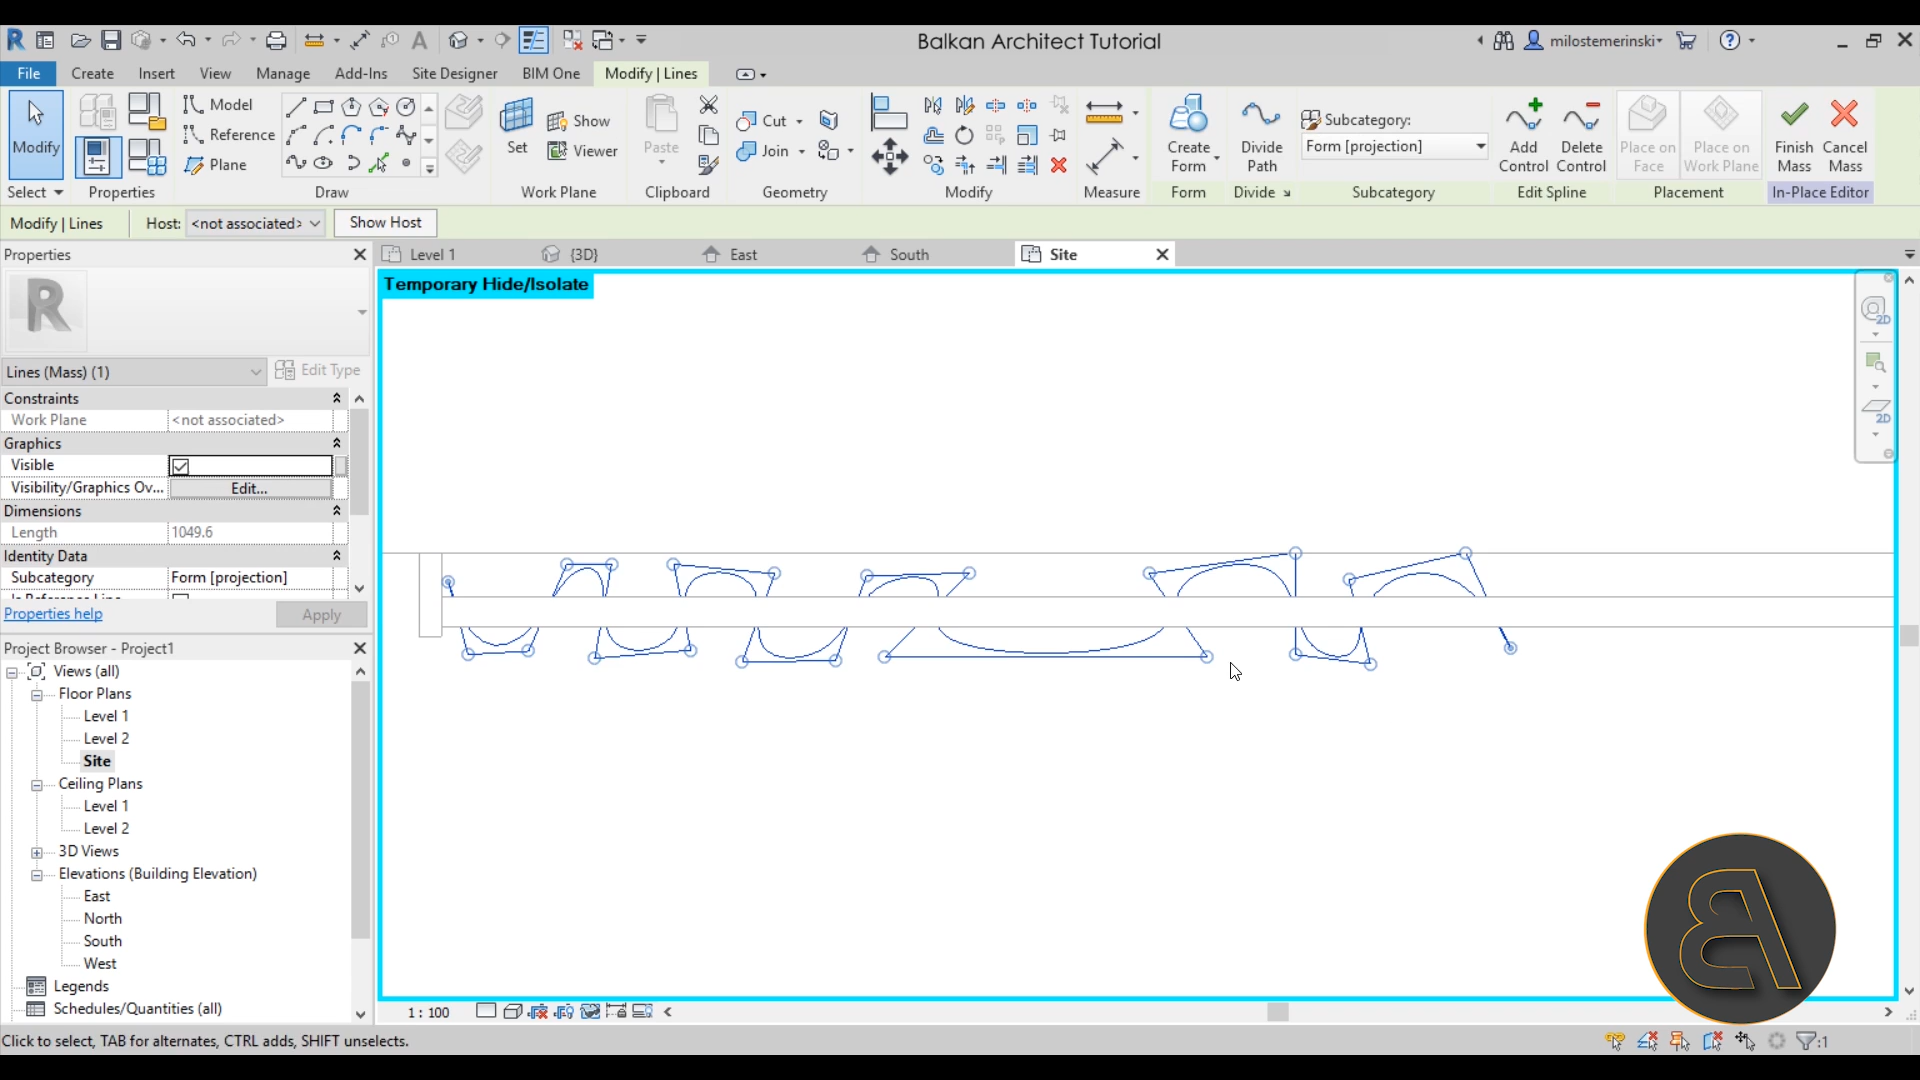 Balkan Architect Tutorial
milostemerinski
File Create Insert View Manage Add-Ins Site Designer BIM One Modify | Lines
Modify
Select
Properties
Model
Reference
Plane
Draw
Set
Show
Viewer
Work Plane
Paste
Clipboard
Cut
Join
Geometry
Modify
Measure
Create
Form
Form
Divide
Path
Divide
Subcategory:
Form [projection]
Subcategory
Add
Control
Delete
Control
Edit Spline
Place on
Face
Place on
Work Plane
Placement
Finish
Mass
Cancel
Mass
In-Place Editor
Modify | Lines Host: <not associated> Show Host
Properties
R
Lines (Mass) (1) Edit Type
Constraints
Work Plane <not associated>
Graphics
Visible
Visibility/Graphics Ov... Edit...
Dimensions
Length 1049.6
Identity Data
Subcategory Form [projection]
Properties help Apply
Project Browser - Project1
Views (all)
Floor Plans
Level 1
Level 2
Site
Ceiling Plans
Level 1
Level 2
3D Views
Elevations (Building Elevation)
East
North
South
West
Legends
Schedules/Quantities (all)
Level 1 {3D} East South Site
Temporary Hide/Isolate
2D
2D
1 : 100
Click to select, TAB for alternates, CTRL adds, SHIFT unselects.
:1